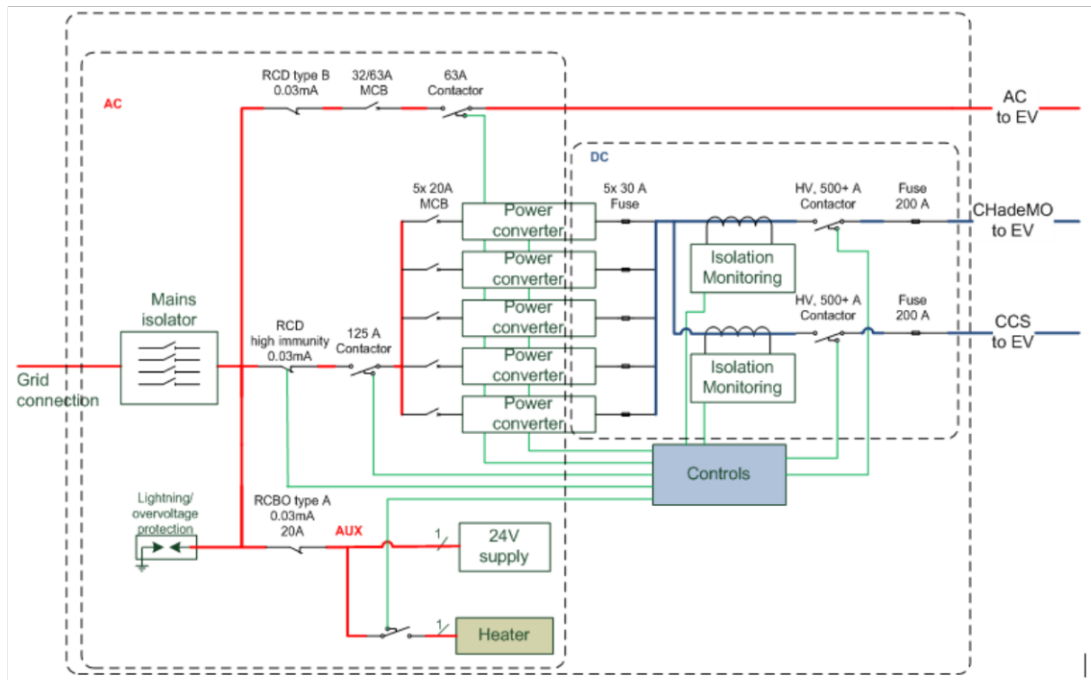 RCD type B
0.03mA
32/63A
MCB
63A
Contactor
AC
AC
to EV
DC
5x 20A
MCB
5x 30 A
Fuse
HV, 500+ A
Contactor
Fuse
200 A
CHadeMO
to EV
Power
converter
Power
converter
Power
converter
Power
converter
Power
converter
Isolation
Monitoring
HV, 500+ A
Contactor
Fuse
200 A
CCS
to EV
Isolation
Monitoring
Mains
isolator
RCD
high immunity
0.03mA
125 A
Contactor
Grid
connection
Controls
Lightning/
overvoltage
protection
RCBO type A
0.03mA
20A
AUX
1
24V
supply
1
Heater